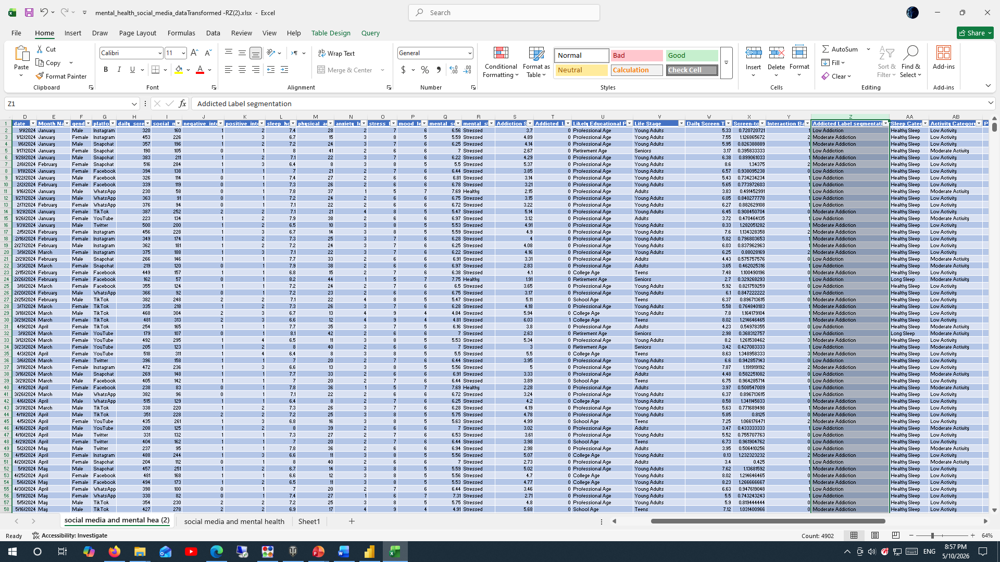 mental_health_social_media_dataTransformed -RZ(2).xlsx - Excel
Search
File Home Insert Draw Page Layout Formulas Data Review View Help Table Design Query Share
Paste Cut Copy Format Painter Clipboard
Calibri 11 B I U Font
Wrap Text Merge & Center Alignment
General $ % Number
Conditional Formatting Format as Table
Normal Bad Good
Neutral Calculation Check Cell
Styles
Insert Delete Format Cells
AutoSum Fill Clear Sort & Filter Find & Select Editing
Add-ins Add-ins
Z1 fx Addicted Label segmentation
D E F G H I J K L M N O P Q R S T U V W X Y Z AA AB
1 date Month Na gend platfo daily_scre social_m negative_inte positive_inte sleep_ho physical_ac anxiety_le stress_l mood_le mental_sc mental_st Addiction S Addicted_L Likely Educational P Life Stage Daily Screen T Screen-to Interaction Ba Addicted Label segmentati Sleep Categ Activity Category P
2 1/1/2024 January Male Instagram 320 160 1 2 7.4 28 2 7 6 6.56 Stressed 3.7 0 Professional Age Young Adults 5.33 0.720720721 1 Low Addiction Healthy Sleep Low Activity
3 1/12/2024 January Female Instagram 453 226 1 3 6.7 15 3 8 5 5.59 Stressed 4.89 0 Professional Age Young Adults 7.55 1.126865672 2 Moderate Addiction Healthy Sleep Low Activity
4 1/6/2024 January Female Snapchat 357 196 1 2 7.2 24 3 7 6 6.25 Stressed 4.14 0 Professional Age Young Adults 5.95 0.826388889 1 Moderate Addiction Healthy Sleep Low Activity
5 1/17/2024 January Female Snapchat 190 105 0 1 8 41 2 6 6 7 Stressed 2.67 0 Retirement Age Seniors 3.17 0.395833333 1 Low Addiction Healthy Sleep Moderate Activity
6 1/28/2024 January Male Snapchat 383 211 1 2 7.1 22 3 7 6 6.22 Stressed 4.29 0 Professional Age Young Adults 6.38 0.899061033 1 Moderate Addiction Healthy Sleep Low Activity
7 2/8/2024 February Female Snapchat 516 284 1 3 6.4 8 3 8 5 5.5 Stressed 5.37 0 Professional Age Young Adults 8.6 1.34375 2 Moderate Addiction Healthy Sleep Low Activity
8 1/11/2024 January Female Facebook 394 138 1 1 7 21 2 7 6 6.44 Stressed 3.85 0 Professional Age Young Adults 6.57 0.938095238 0 Low Addiction Healthy Sleep Low Activity
9 1/22/2024 January Male Facebook 326 114 0 1 7.4 27 2 6 6 6.81 Stressed 3.14 0 Professional Age Young Adults 5.43 0.734234234 1 Low Addiction Healthy Sleep Low Activity
10 2/2/2024 February Female Facebook 339 119 0 1 7.3 26 2 6 6 6.78 Stressed 3.21 0 Professional Age Young Adults 5.65 0.773972603 1 Low Addiction Healthy Sleep Low Activity
11 1/16/2024 January Male WhatsApp 230 58 0 1 7.8 37 1 5 7 7.69 Healthy 2.15 0 Professional Age Adults 3.83 0.491452991 1 Low Addiction Healthy Sleep Moderate Activity
12 1/27/2024 January Male WhatsApp 363 91 0 1 7.2 24 2 6 6 6.75 Stressed 3.15 0 Professional Age Young Adults 6.05 0.840277778 1 Low Addiction Healthy Sleep Low Activity
13 2/7/2024 February Female WhatsApp 376 94 0 1 7.1 22 2 6 6 6.72 Stressed 3.22 0 Professional Age Young Adults 6.27 0.882629108 1 Low Addiction Healthy Sleep Low Activity
14 1/21/2024 January Female TikTok 387 252 2 2 7.1 21 4 8 5 5.47 Stressed 5.14 0 Professional Age Young Adults 6.45 0.908450704 0 Moderate Addiction Healthy Sleep Low Activity
15 1/26/2024 January Female YouTube 223 134 1 2 7.9 38 2 6 6 6.97 Stressed 3.12 0 Professional Age Adults 3.72 0.470464135 1 Low Addiction Healthy Sleep Moderate Activity
16 1/31/2024 January Male Twitter 500 200 1 2 6.5 10 3 8 5 5.53 Stressed 4.91 0 Professional Age Young Adults 8.33 1.282051282 1 Moderate Addiction Healthy Sleep Low Activity
17 2/5/2024 February Female Instagram 456 228 1 3 6.7 14 3 8 5 5.59 Stressed 4.9 0 Professional Age Young Adults 7.6 1.134328358 2 Moderate Addiction Healthy Sleep Low Activity
18 2/16/2024 February Female Instagram 349 174 1 2 7.3 25 3 7 6 6.28 Stressed 4 0 Professional Age Young Adults 5.82 0.796803653 1 Moderate Addiction Healthy Sleep Low Activity
19 2/27/2024 February Male Instagram 362 181 1 2 7.2 24 3 7 6 6.25 Stressed 4.08 0 Professional Age Young Adults 6.03 0.837962963 1 Moderate Addiction Healthy Sleep Low Activity
20 3/9/2024 March Female Instagram 375 188 1 3 7.1 22 3 7 6 6.22 Stressed 4.16 0 Professional Age Young Adults 6.25 0.88028169 2 Moderate Addiction Healthy Sleep Low Activity
21 2/21/2024 February Male Snapchat 266 146 1 1 7.7 33 2 6 6 6.91 Stressed 3.31 0 Professional Age Adults 4.43 0.575757576 0 Low Addiction Healthy Sleep Moderate Activity
22 3/3/2024 March Female Snapchat 219 120 0 1 7.9 38 2 6 6 6.97 Stressed 2.83 0 Professional Age Adults 3.65 0.462025316 1 Low Addiction Healthy Sleep Moderate Activity
23 2/15/2024 February Female Facebook 449 157 1 1 6.8 15 2 7 6 6.38 Stressed 4.1 0 College Age Teens 7.48 1.100490196 0 Moderate Addiction Healthy Sleep Low Activity
24 2/26/2024 February Female Facebook 162 57 0 1 8.2 44 1 5 7 7.75 Healthy 1.91 0 Retirement Age Seniors 2.7 0.329268293 1 Low Addiction Long Sleep Moderate Activity
25 3/8/2024 March Female Facebook 355 124 1 1 7.2 24 2 7 6 6.5 Stressed 3.65 0 Professional Age Young Adults 5.92 0.821759259 0 Low Addiction Healthy Sleep Low Activity
26 2/20/2024 February Male WhatsApp 366 92 0 1 7.2 23 2 6 6 6.75 Stressed 3.17 0 Professional Age Young Adults 6.1 0.847222222 1 Low Addiction Healthy Sleep Low Activity
27 2/25/2024 February Male TikTok 382 248 2 2 7.1 22 4 8 5 5.47 Stressed 5.11 0 School Age Teens 6.37 0.896713615 0 Moderate Addiction Healthy Sleep Low Activity
28 3/7/2024 March Female TikTok 335 218 1 2 7.3 26 3 7 6 6.28 Stressed 4.18 0 Professional Age Young Adults 5.58 0.764840183 1 Moderate Addiction Healthy Sleep Low Activity
29 3/18/2024 March Male TikTok 468 304 2 3 6.7 13 4 9 4 4.84 Stressed 5.94 0 College Age Young Adults 7.8 1.164179104 1 Moderate Addiction Healthy Sleep Low Activity
30 3/29/2024 March Female TikTok 481 313 2 3 6.6 12 4 9 4 4.81 Stressed 6.03 1 College Age Teens 8.02 1.214646465 1 Moderate Addiction Healthy Sleep Low Activity
31 4/9/2024 April Female TikTok 254 165 1 1 7.7 35 3 7 5 6.16 Stressed 3.8 0 Professional Age Adults 4.23 0.54978355 0 Low Addiction Healthy Sleep Moderate Activity
32 3/1/2024 March Female YouTube 179 107 0 1 8.1 42 2 6 6 7 Stressed 2.63 0 Retirement Age Seniors 2.98 0.368312757 1 Low Addiction Long Sleep Moderate Activity
33 3/12/2024 March Female YouTube 492 295 1 4 6.5 11 3 8 5 5.53 Stressed 5.34 0 Professional Age Young Adults 8.2 1.261538462 3 Moderate Addiction Healthy Sleep Low Activity
34 3/23/2024 March Female YouTube 205 123 1 2 8 40 2 6 6 7 Stressed 3 0 Retirement Age Seniors 3.42 0.427083333 1 Low Addiction Healthy Sleep Moderate Activity
35 4/3/2024 April Female YouTube 518 311 1 4 6.4 8 3 8 5 5.5 Stressed 5.5 0 College Age Teens 8.63 1.348958333 3 Moderate Addiction Healthy Sleep Low Activity
36 3/6/2024 March Female Twitter 396 158 1 1 7 20 2 7 6 6.44 Stressed 3.95 0 Professional Age Young Adults 6.6 0.942857143 0 Low Addiction Healthy Sleep Low Activity
37 3/11/2024 March Female Instagram 472 236 1 3 6.6 13 3 8 5 5.56 Stressed 5 0 Professional Age Young Adults 7.87 1.191919192 2 Moderate Addiction Healthy Sleep Low Activity
38 3/16/2024 March Male Snapchat 269 148 1 1 7.7 33 2 6 6 6.91 Stressed 3.33 0 Professional Age Adults 4.48 0.582251082 0 Low Addiction Healthy Sleep Moderate Activity
39 3/21/2024 March Male Facebook 405 142 1 1 7 20 2 7 6 6.44 Stressed 3.89 0 School Age Teens 6.75 0.964285714 0 Low Addiction Healthy Sleep Low Activity
40 4/1/2024 April Female Facebook 238 83 0 1 7.8 36 1 5 7 7.69 Healthy 2.28 0 Professional Age Adults 3.97 0.508547009 1 Low Addiction Healthy Sleep Moderate Activity
41 3/26/2024 March Male WhatsApp 382 96 0 1 7.1 22 2 6 6 6.72 Stressed 3.24 0 Professional Age Young Adults 6.37 0.896713615 1 Low Addiction Healthy Sleep Low Activity
42 4/6/2024 April Male WhatsApp 515 129 1 1 6.4 8 2 7 6 6.25 Stressed 4.2 0 College Age Young Adults 8.58 1.341145833 0 Moderate Addiction Healthy Sleep Low Activity
43 3/31/2024 March Male TikTok 338 220 1 2 7.3 26 3 7 6 6.28 Stressed 4.19 0 Professional Age Young Adults 5.63 0.771689498 1 Moderate Addiction Healthy Sleep Low Activity
44 4/11/2024 April Male TikTok 351 228 2 2 7.2 25 3 8 5 5.75 Stressed 4.78 0 Professional Age Young Adults 5.85 0.8125 0 Moderate Addiction Healthy Sleep Low Activity
45 4/5/2024 April Female YouTube 435 261 1 3 6.8 16 3 8 5 5.63 Stressed 4.99 0 School Age Teens 7.25 1.066176471 2 Moderate Addiction Healthy Sleep Low Activity
46 4/16/2024 April Male YouTube 208 125 1 2 8 39 2 6 6 7 Stressed 3.02 0 Professional Age Adults 3.47 0.433333333 1 Low Addiction Healthy Sleep Moderate Activity
47 4/10/2024 April Male Twitter 331 132 1 1 7.3 27 2 7 6 6.53 Stressed 3.61 0 Professional Age Young Adults 5.52 0.755707763 0 Low Addiction Healthy Sleep Low Activity
48 4/21/2024 April Female Twitter 404 162 1 1 7 20 2 7 6 6.44 Stressed 3.98 0 School Age Teens 6.73 0.961904762 0 Low Addiction Healthy Sleep Low Activity
49 5/2/2024 May Male Twitter 237 95 1 1 7.8 36 2 6 6 6.94 Stressed 2.98 0 Professional Age Adults 3.95 0.506410256 0 Low Addiction Healthy Sleep Moderate Activity
50 4/15/2024 April Female Instagram 488 244 1 3 6.6 11 3 8 5 5.56 Stressed 5.07 0 College Age Young Adults 8.13 1.232323232 2 Moderate Addiction Healthy Sleep Low Activity
51 4/20/2024 April Female Snapchat 204 112 0 1 8 40 2 6 6 7 Stressed 2.73 0 Professional Age Adults 3.4 0.425 1 Low Addiction Healthy Sleep Moderate Activity
52 5/1/2024 May Male Snapchat 457 251 1 2 6.7 14 3 8 5 5.59 Stressed 5.02 0 Professional Age Young Adults 7.62 1.13681592 1 Moderate Addiction Healthy Sleep Low Activity
53 4/25/2024 April Female Facebook 481 168 1 1 6.6 12 3 8 5 5.56 Stressed 4.7 0 College Age Young Adults 8.02 1.214646465 0 Moderate Addiction Healthy Sleep Low Activity
54 5/6/2024 May Female Facebook 494 173 1 2 6.5 11 3 8 5 5.53 Stressed 4.77 0 College Age Young Adults 8.23 1.266666667 1 Moderate Addiction Healthy Sleep Low Activity
55 4/30/2024 April Female WhatsApp 398 100 0 1 7 20 2 7 6 6.44 Stressed 3.46 0 Professional Age Young Adults 6.63 0.947619048 1 Low Addiction Healthy Sleep Low Activity
56 5/11/2024 May Female WhatsApp 330 82 0 1 7.4 27 1 6 7 7.31 Stressed 2.71 0 Professional Age Young Adults 5.5 0.743243243 1 Low Addiction Healthy Sleep Low Activity
57 5/5/2024 May Male TikTok 354 230 2 2 7.2 25 3 8 5 5.75 Stressed 4.8 0 Professional Age Young Adults 5.9 0.819444444 0 Moderate Addiction Healthy Sleep Low Activity
58 5/16/2024 May Male TikTok 427 278 2 2 6.9 17 4 9 4 4.91 Stressed 5.68 0 School Age Teens 7.12 1.031400966 0 Moderate Addiction Healthy Sleep Low Activity
social media and mental hea (2) social media and mental health Sheet1
Ready Accessibility: Investigate Count: 4902 64%
ENG 8:57 PM
5/10/2026